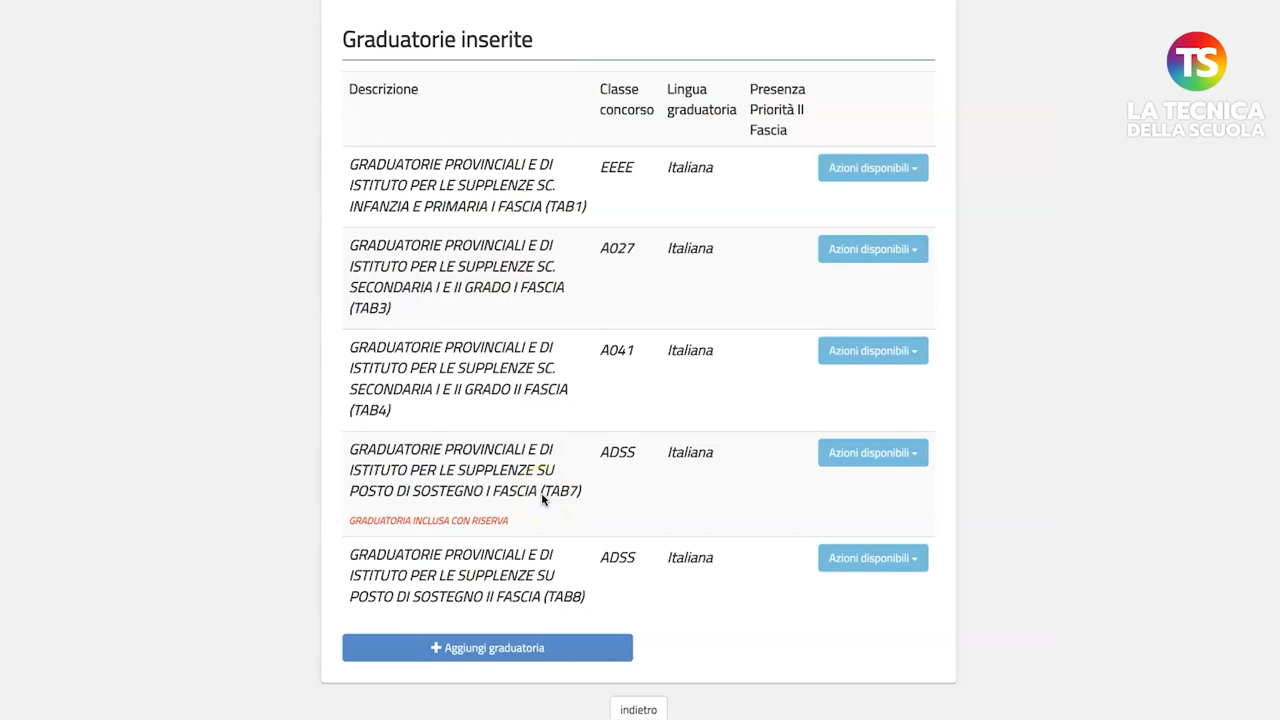 Graduatorie inserite
TS
LA TECNICA
DELLA SCUOLA
Descrizione
Classe
concorso
Lingua
graduatoria
Presenza
Priorità II
Fascia
GRADUATORIE PROVINCIALI E DI
ISTITUTO PER LE SUPPLENZE SC.
INFANZIA E PRIMARIA I FASCIA (TAB1)
EEEE
Italiana
Azioni disponibili
GRADUATORIE PROVINCIALI E DI
ISTITUTO PER LE SUPPLENZE SC.
SECONDARIA I E II GRADO I FASCIA
(TAB3)
A027
Italiana
Azioni disponibili
GRADUATORIE PROVINCIALI E DI
ISTITUTO PER LE SUPPLENZE SC.
SECONDARIA I E II GRADO II FASCIA
(TAB4)
A041
Italiana
Azioni disponibili
GRADUATORIE PROVINCIALI E DI
ISTITUTO PER LE SUPPLENZE SU
POSTO DI SOSTEGNO I FASCIA (TAB7)
GRADUATORIA INCLUSA CON RISERVA
ADSS
Italiana
Azioni disponibili
GRADUATORIE PROVINCIALI E DI
ISTITUTO PER LE SUPPLENZE SU
POSTO DI SOSTEGNO II FASCIA (TAB8)
ADSS
Italiana
Azioni disponibili
+ Aggiungi graduatoria
indietro